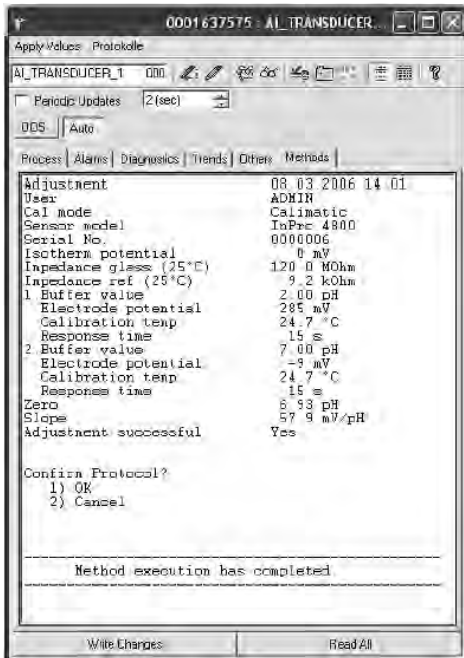 0001637575 : AI_TRANSDUCER...
Apply Values Protokolle
AI_TRANSDUCER_1 000
Periodic Updates 2 (sec)
OOS Auto
Process Alarms Diagnostics Trends Others Methods
Adjustment 08.03.2006 14:01
User ADMIN
Cal mode Calimatic
Sensor model InPro 4800
Serial No. 0000006
Isotherm potential 0 mV
Impedance glass (25°C) 120.0 MOhm
Impedance ref (25°C) 9.2 kOhm
1.Buffer value 2.00 pH
Electrode potential 285 mV
Calibration temp 24.7 °C
Response time 15 s
2.Buffer value 7.00 pH
Electrode potential -9 mV
Calibration temp 24.7 °C
Response time 15 s
Zero 6.93 pH
Slope 57.9 mV/pH
Adjustment successful Yes
Confirm Protocol?
1) OK
2) Cancel
Method execution has completed
Write Changes Read All